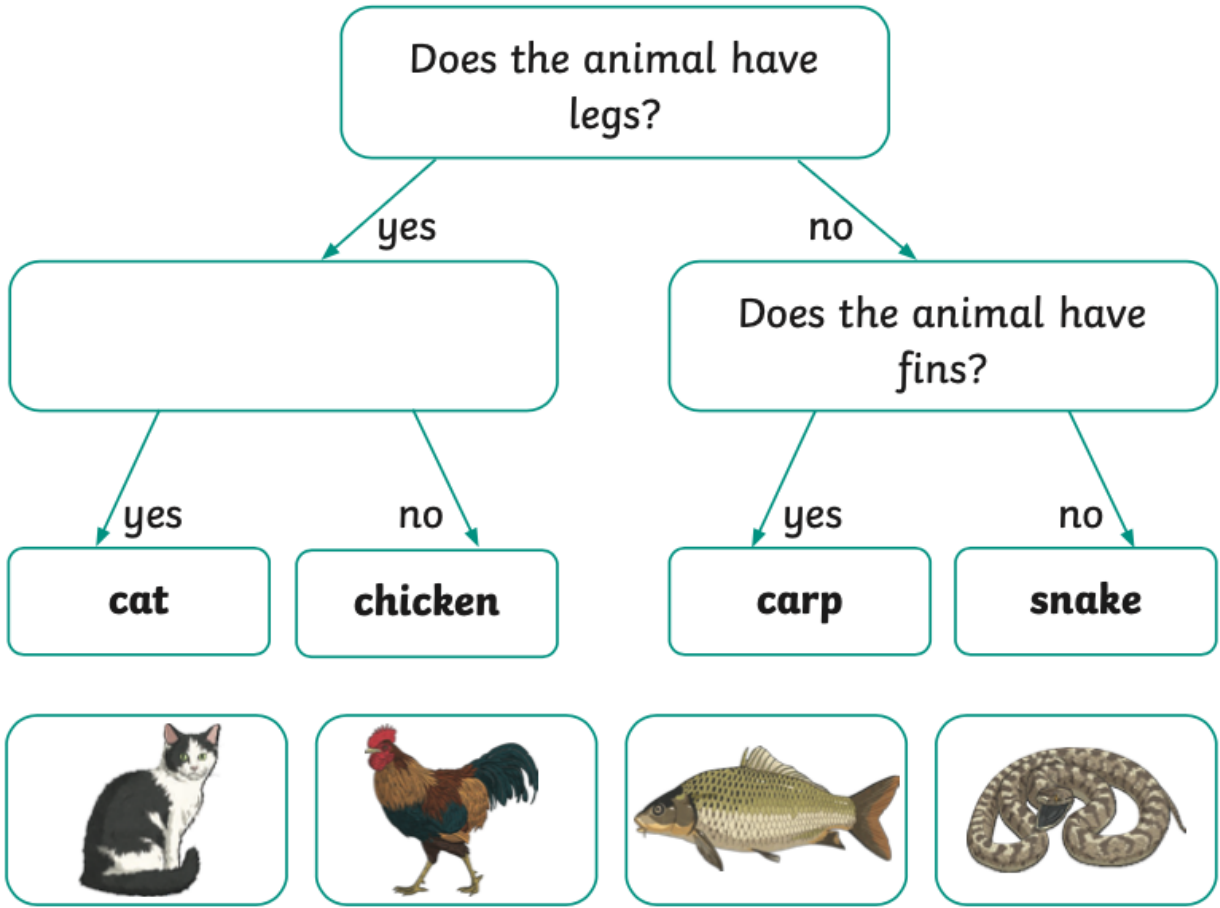 Does the animal have
legs?
yes
no
Does the animal have
fins?
yes
no
yes
no
cat
chicken
carp
snake